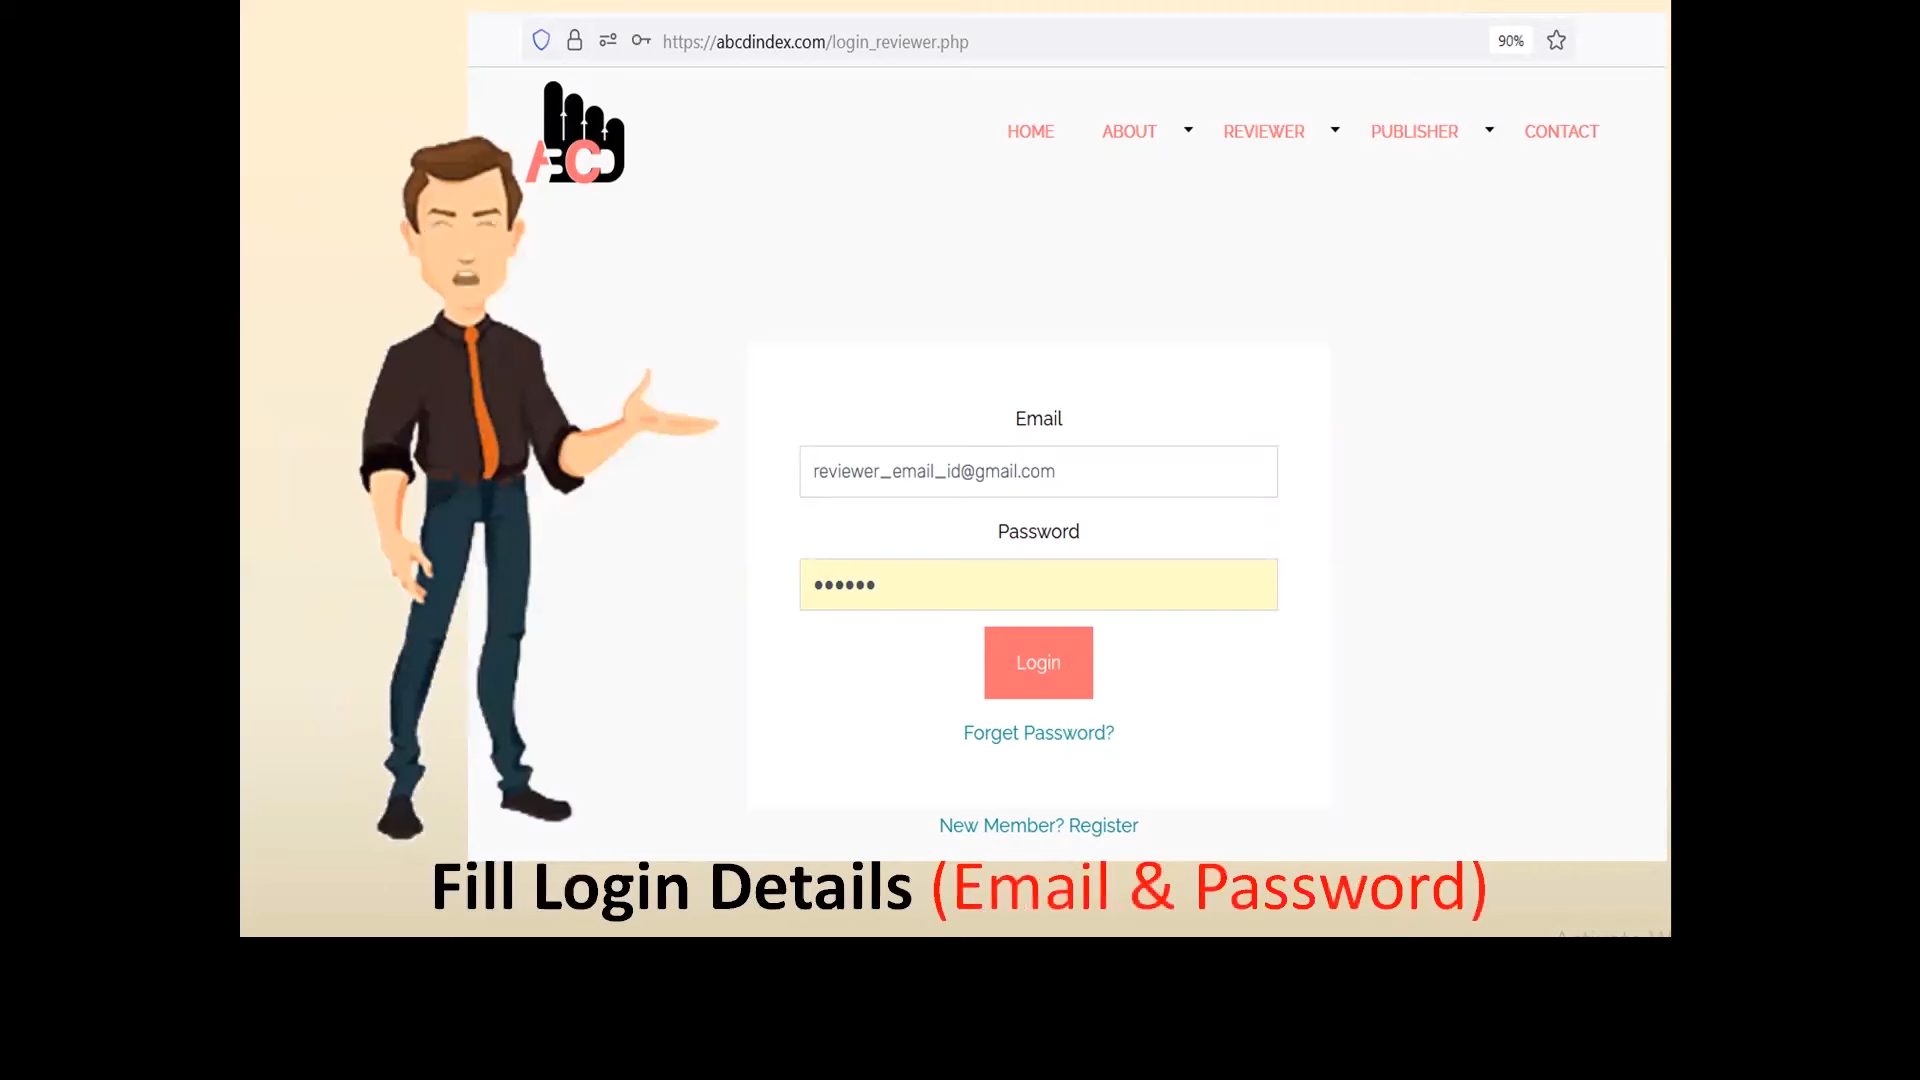 https://abcdindex.com/login_reviewer.php
90%
ABCD
HOME
ABOUT
REVIEWER
PUBLISHER
CONTACT
Email
reviewer_email_id@gmail.com
Password
••••••
Login
Forget Password?
New Member? Register
Fill Login Details (Email & Password)